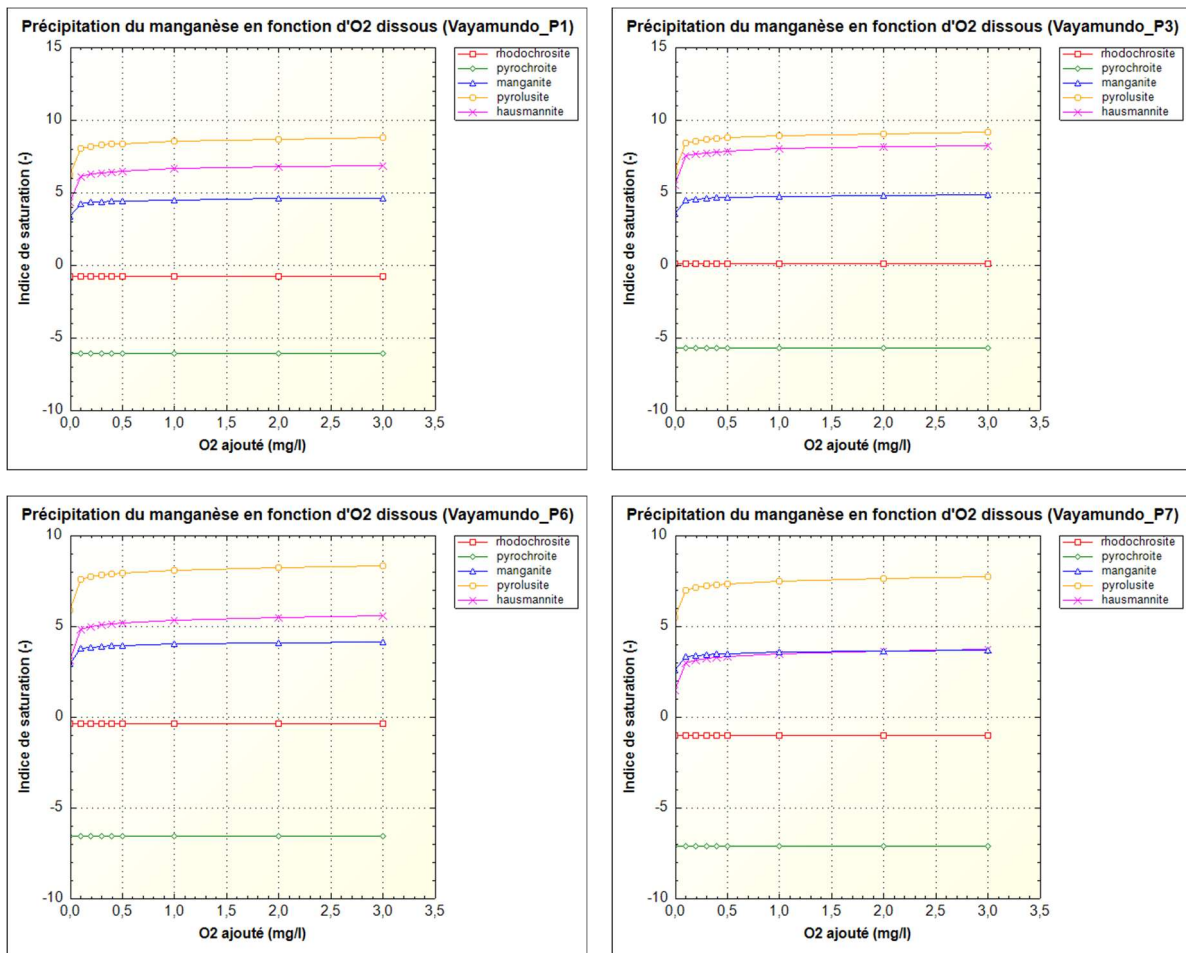 Précipitation du manganèse en fonction d'O2 dissous (Vayamundo_P1)
15
10
5
0
-5
-10
Indice de saturation (-)
0,0 0,5 1,0 1,5 2,0 2,5 3,0 3,5
O2 ajouté (mg/l)
rhodochrosite
pyrochroite
manganite
pyrolusite
hausmannite
Précipitation du manganèse en fonction d'O2 dissous (Vayamundo_P3)
15
10
5
0
-5
-10
Indice de saturation (-)
0,0 0,5 1,0 1,5 2,0 2,5 3,0 3,5
O2 ajouté (mg/l)
rhodochrosite
pyrochroite
manganite
pyrolusite
hausmannite
Précipitation du manganèse en fonction d'O2 dissous (Vayamundo_P6)
10
5
0
-5
-10
Indice de saturation (-)
0,0 0,5 1,0 1,5 2,0 2,5 3,0 3,5
O2 ajouté (mg/l)
rhodochrosite
pyrochroite
manganite
pyrolusite
hausmannite
Précipitation du manganèse en fonction d'O2 dissous (Vayamundo_P7)
10
5
0
-5
-10
Indice de saturation (-)
0,0 0,5 1,0 1,5 2,0 2,5 3,0 3,5
O2 ajouté (mg/l)
rhodochrosite
pyrochroite
manganite
pyrolusite
hausmannite